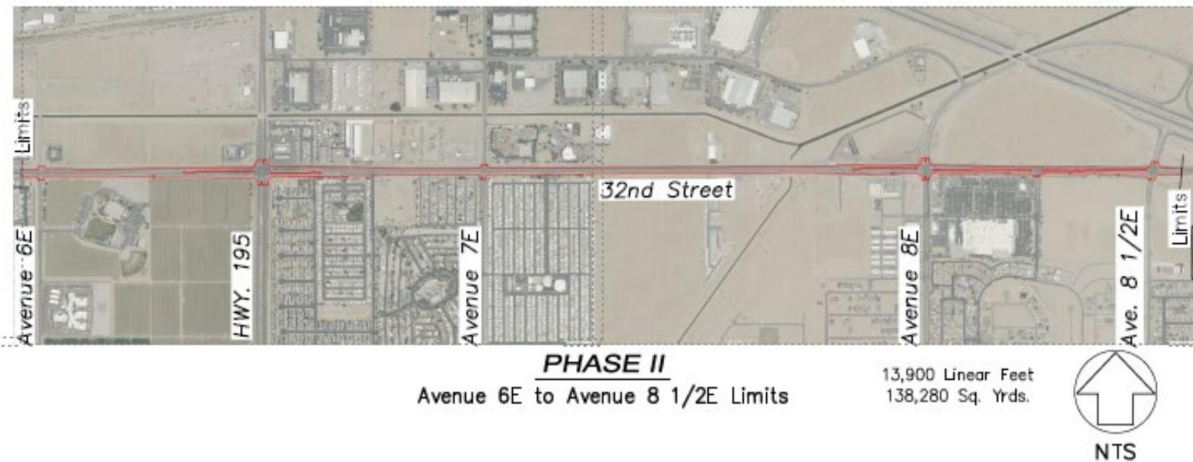 Limits
Avenue 6E
HWY. 195
Avenue 7E
32nd Street
Avenue 8E
Ave. 8 1/2E
Limits
PHASE II
Avenue 6E to Avenue 8 1/2E Limits
13,900 Linear Feet
138,280 Sq. Yrds.
NTS